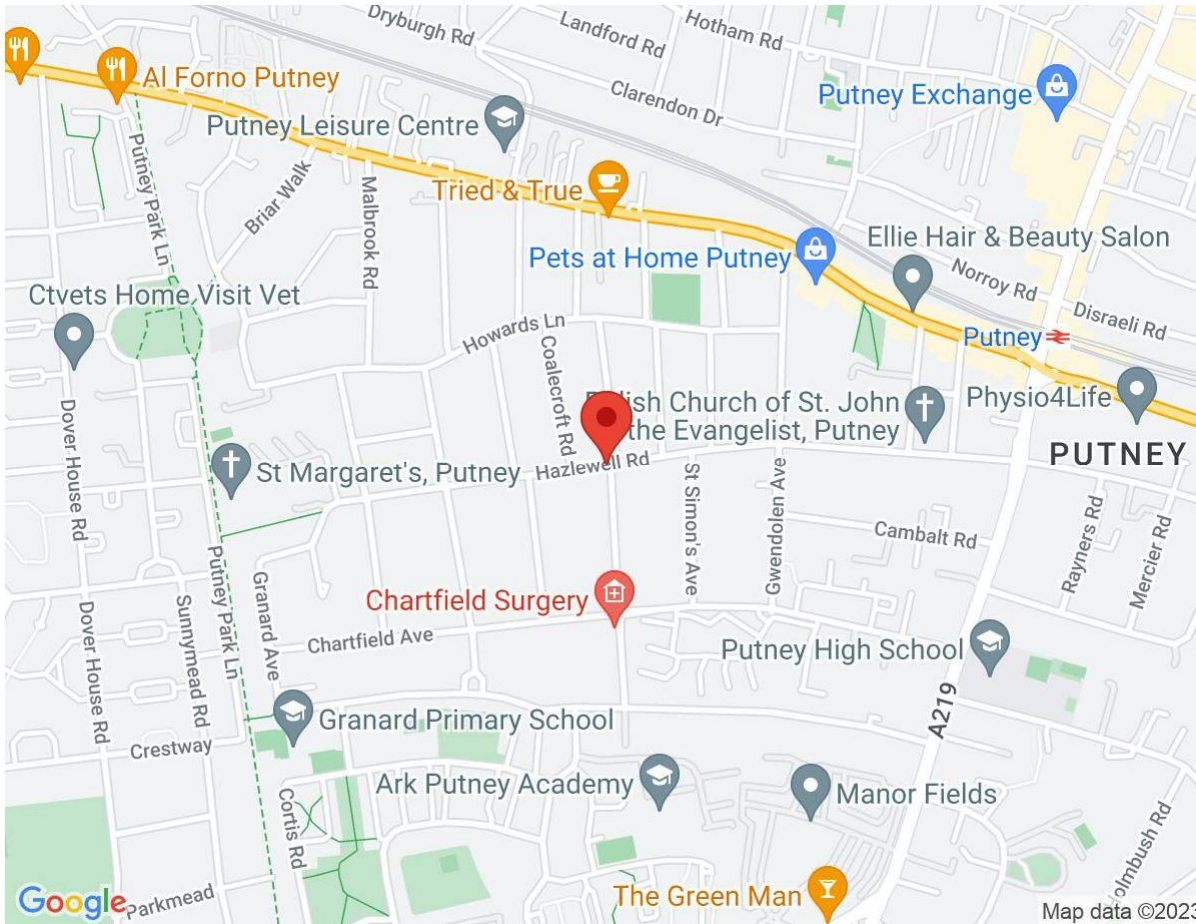 Dryburgh Rd
Landford Rd
Hotham Rd
Al Forno Putney
Clarendon Dr
Putney Exchange
Putney Leisure Centre
Putney Park Ln
Briar Walk
Malbrook Rd
Tried & True
Ellie Hair & Beauty Salon
Pets at Home Putney
Norroy Rd
Disraeli Rd
Ctvets Home Visit Vet
Howards Ln
Putney
Coalecroft Rd
Physio4Life
Church of St. John
the Evangelist, Putney
PUTNEY
Dover House Rd
St Margaret's, Putney
Hazlewell Rd
St Simon's Ave
Gwendolen Ave
Cambalt Rd
Rayners Rd
Mercier Rd
Putney Park Ln
Granard Ave
Sunnymead Rd
Dover House Rd
Chartfield Surgery
Chartfield Ave
Putney High School
A219
Granard Primary School
Crestway
Ark Putney Academy
Manor Fields
Cortis Rd
The Green Man
Google
Parkmead
Map data ©202